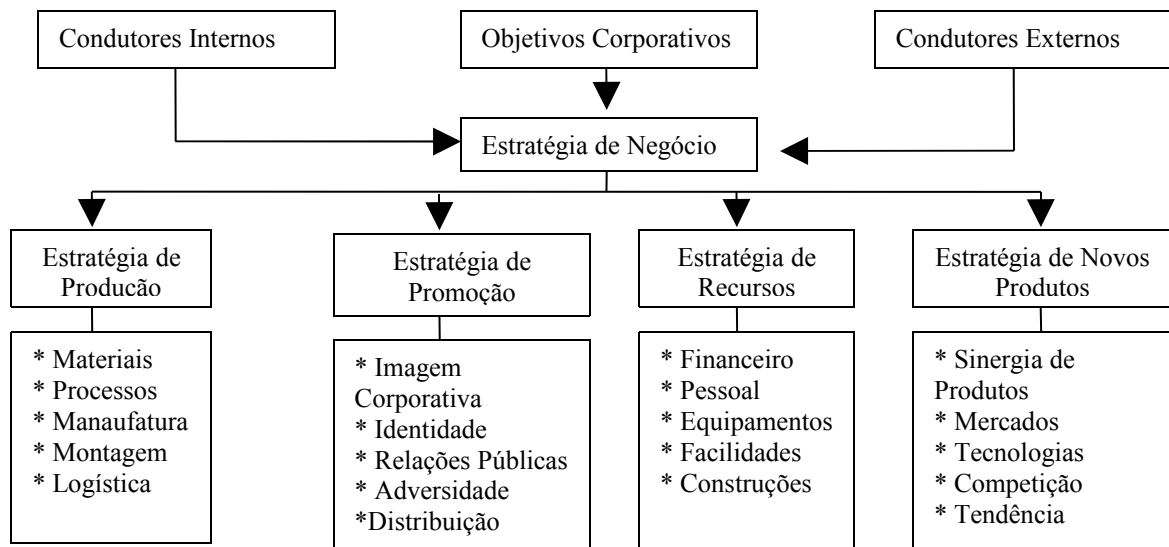 Condutores Internos
Objetivos Corporativos
Condutores Externos
Estratégia de Negócio
Estratégia de
Producão
Estratégia de
Promoção
Estratégia de
Recursos
Estratégia de Novos
Produtos
* Materiais
* Processos
* Manaufatura
* Montagem
* Logística
* Imagem
Corporativa
* Identidade
* Relações Públicas
* Adversidade
*Distribuição
* Financeiro
* Pessoal
* Equipamentos
* Facilidades
* Construções
* Sinergia de
Produtos
* Mercados
* Tecnologias
* Competição
* Tendência